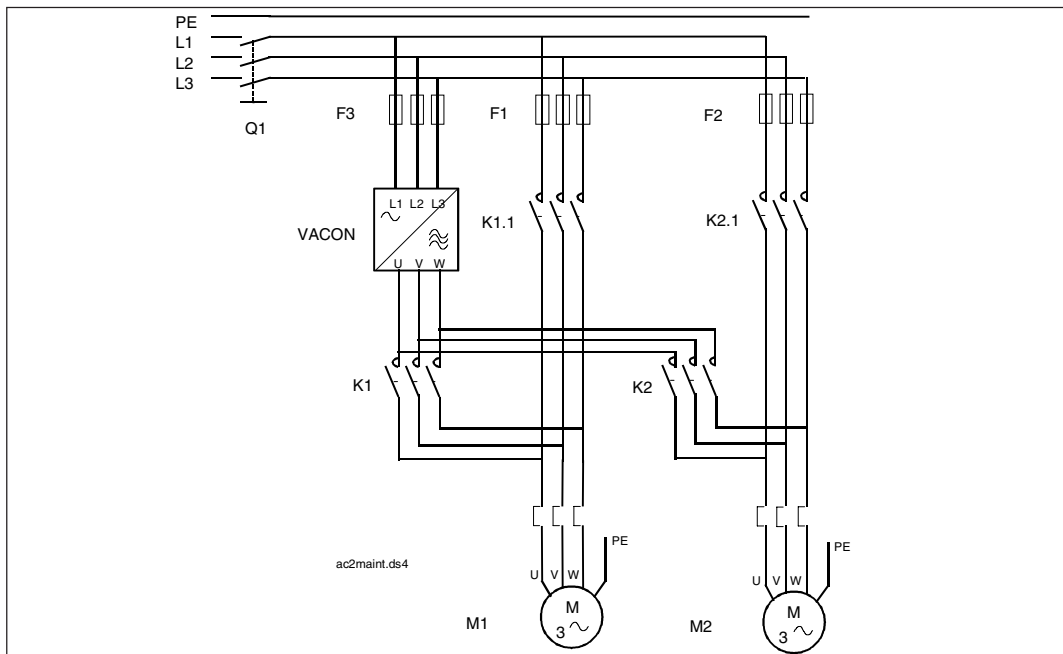 PE
L1
L2
L3
Q1
F3
F1
F2
L1 L2 L3
VACON
U V W
K1.1
K2.1
K1
K2
PE
PE
ac2maint.ds4
U V W
U V W
M1
M
3
M2
M
3